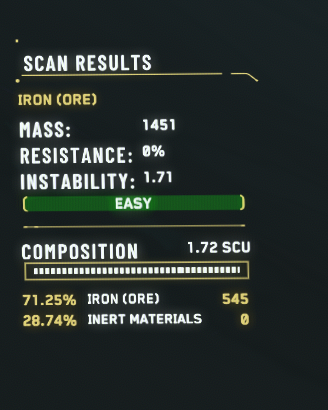 SCAN RESULTS
IRON (ORE)
MASS: 1451
RESISTANCE: 0%
INSTABILITY: 1.71
EASY
COMPOSITION 1.72 SCU
71.25% IRON (ORE) 545
28.74% INERT MATERIALS 0